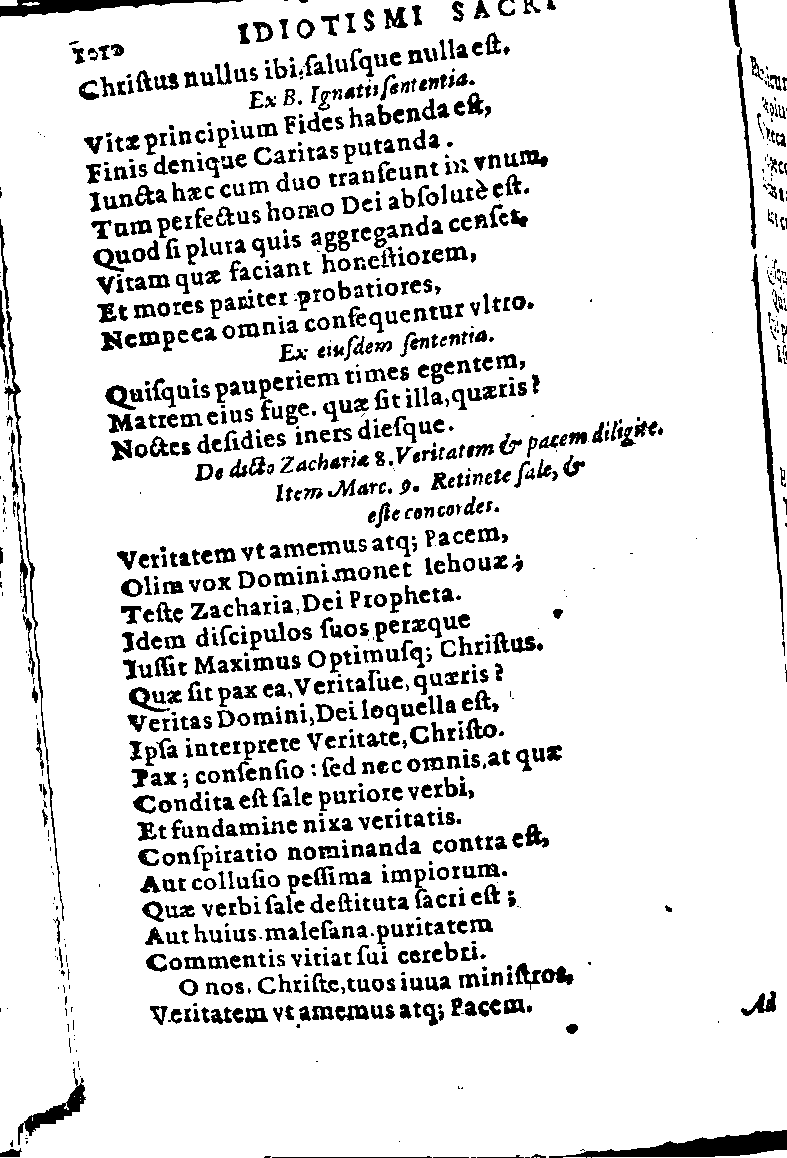 1012 IDIOTISMI SACRI
Chriſtus nullus ibi, ſaluſque nulla eſt.
Ex B. Ignatii ſententia.
Vitæ principium Fides habenda eſt,
Finis denique Caritas putanda.
Iuncta hæc cum duo tranſeunt in vnum,
Tum perfectus homo Dei abſolutè eſt.
Quod ſi plura quis aggreganda cenſet,
Vitam quæ faciant honeſtiorem,
Et mores pariter probatiores,
Nempe ea omnia conſequentur vltro.
Ex eiuſdem ſententia.
Quiſquis pauperiem times egentem,
Matrem eius fuge. quæ ſit illa, quæris?
Noctes deſidies iners dieſque.
De dicto Zachariæ 8. Veritatem & pacem diligite.
Item Marc. 9. Retinete ſale, &
eſte concordes.
Veritatem vt amemus atq; Pacem,
Olim vox Domini monet Iehouæ;
Teſte Zacharia, Dei Propheta.
Idem diſcipulos ſuos peræque
Iuſſit Maximus Optimuſq; Chriſtus.
Quæ ſit pax ea, Veritaſue, quæris?
Veritas Domini, Dei loquella eſt,
Ipſa interprete Veritate, Chriſto.
Pax; conſenſio: ſed nec omnis, at quæ
Condita eſt ſale puriore verbi,
Et fundamine nixa veritatis.
Conſpiratio nominanda contra eſt,
Aut colluſio peſſima impiorum.
Quæ verbi ſale deſtituta ſacri eſt;
Aut huius maleſana puritatem
Commentis vitiat ſui cerebri.
O nos, Chriſte, tuos iuua miniſtros,
Veritatem vt amemus atq; Pacem.
Ad